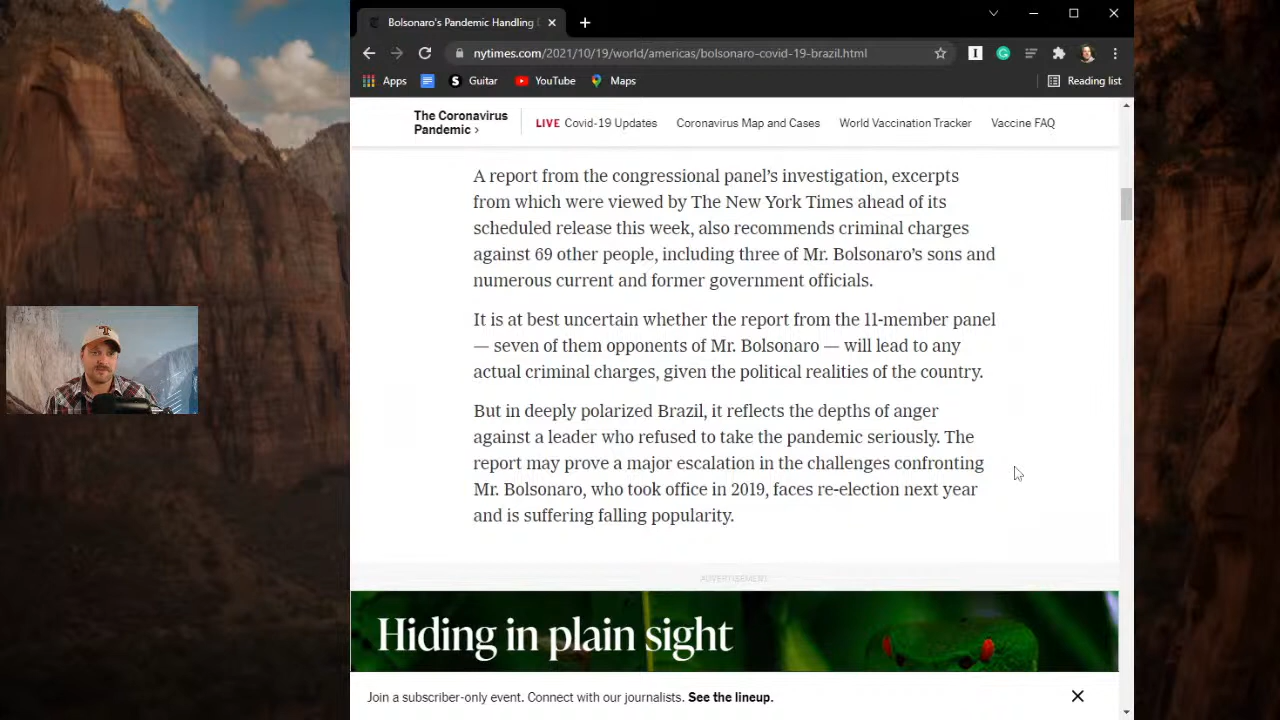 Bolsonaro's Pandemic Handling
nytimes.com/2021/10/19/world/americas/bolsonaro-covid-19-brazil.html
Apps Guitar YouTube Maps Reading list
The Coronavirus
Pandemic ›
LIVE Covid-19 Updates Coronavirus Map and Cases World Vaccination Tracker Vaccine FAQ
A report from the congressional panel’s investigation, excerpts
from which were viewed by The New York Times ahead of its
scheduled release this week, also recommends criminal charges
against 69 other people, including three of Mr. Bolsonaro’s sons and
numerous current and former government officials.
It is at best uncertain whether the report from the 11-member panel
— seven of them opponents of Mr. Bolsonaro — will lead to any
actual criminal charges, given the political realities of the country.
But in deeply polarized Brazil, it reflects the depths of anger
against a leader who refused to take the pandemic seriously. The
report may prove a major escalation in the challenges confronting
Mr. Bolsonaro, who took office in 2019, faces re-election next year
and is suffering falling popularity.
ADVERTISEMENT
Hiding in plain sight
Join a subscriber-only event. Connect with our journalists. See the lineup.